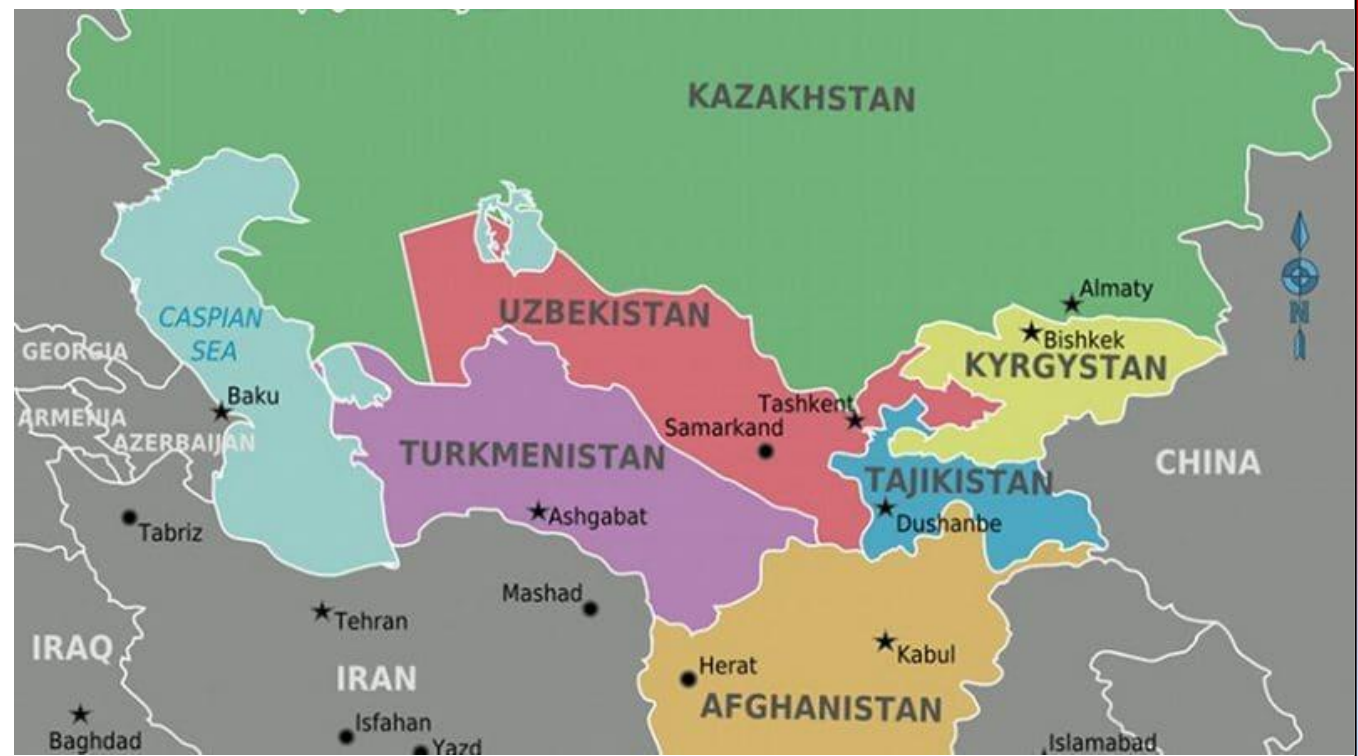 KAZAKHSTAN
Almaty
CASPIAN
SEA
UZBEKISTAN
N
Bishkek
GEORGIA
KYRGYSTAN
Baku
Tashkent
ARMENIA
Samarkand
AZERBAIJAN
TURKMENISTAN
CHINA
TAJIKISTAN
Ashgabat
Dushanbe
Tabriz
Mashad
Tehran
IRAQ
Kabul
Herat
IRAN
AFGHANISTAN
Isfahan
Baghdad
Yazd
Islamabad